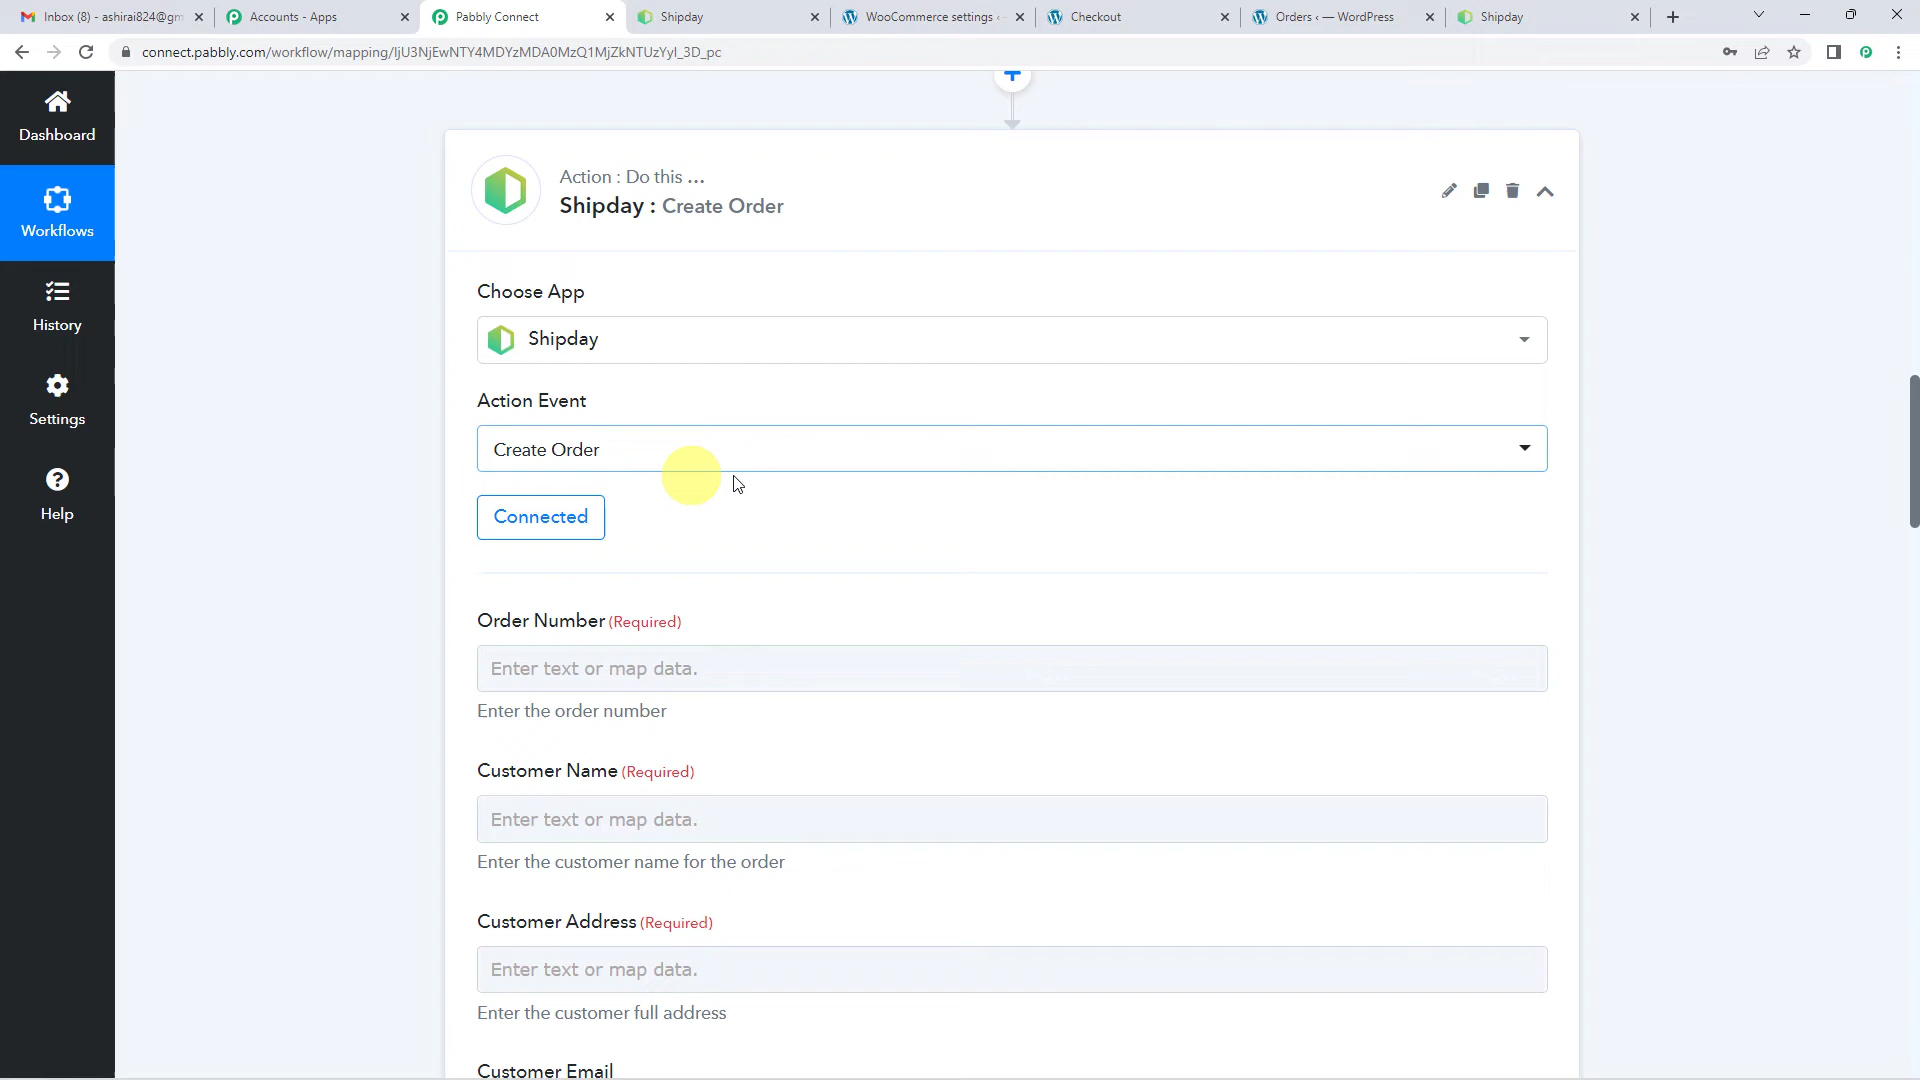 Inbox (8) - ashirai824@gm
Accounts - Apps
Pabbly Connect
Shipday
WooCommerce settings ‹
Checkout
Orders ‹ — WordPress
Shipday
connect.pabbly.com/workflow/mapping/IjU3NjEwNTY4MDYzMDA0MzQ1MjZkNTUzYyI_3D_pc
Dashboard
Workflows
History
Settings
Help
Action : Do this ...
Shipday : Create Order
Choose App
Shipday
Action Event
Create Order
Connected
Order Number (Required)
Enter text or map data.
Enter the order number
Customer Name (Required)
Enter text or map data.
Enter the customer name for the order
Customer Address (Required)
Enter text or map data.
Enter the customer full address
Customer Email